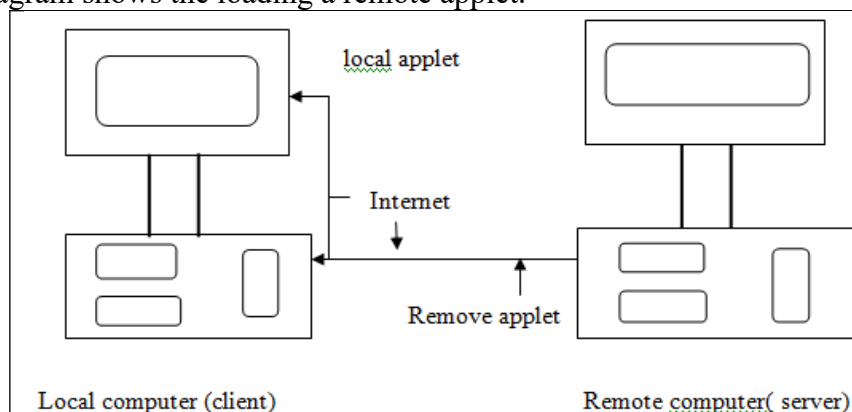 agram shows the loading a remote applet.
local applet
Internet
Remove applet
Local computer (client)
Remote computer( server)